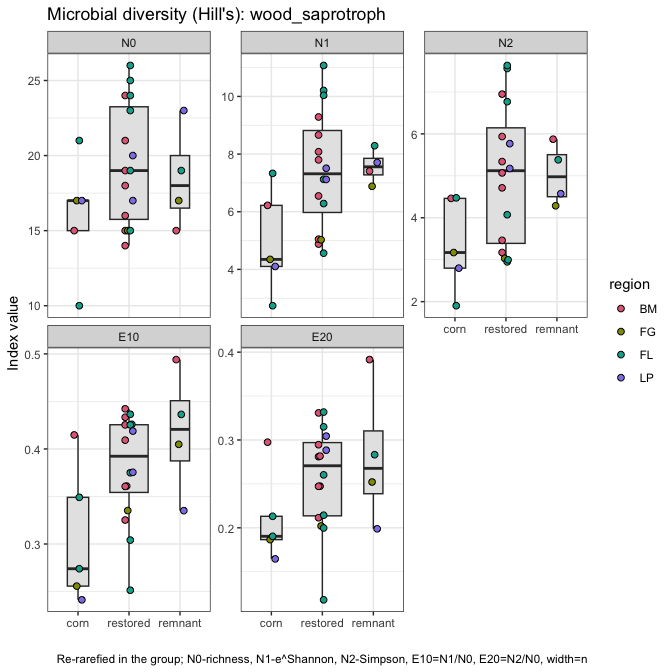 Microbial diversity (Hill's): wood_saprotroph
N0
N1
N2
25
20
15
10
10
8
6
4
6
4
2
corn
restored
remnant
Index value
region
BM
FG
FL
LP
E10
E20
0.5
0.4
0.3
0.4
0.3
0.2
corn
restored
remnant
corn
restored
remnant
Re-rarefied in the group; N0-richness, N1-e^Shannon, N2-Simpson, E10=N1/N0, E20=N2/N0, width=n